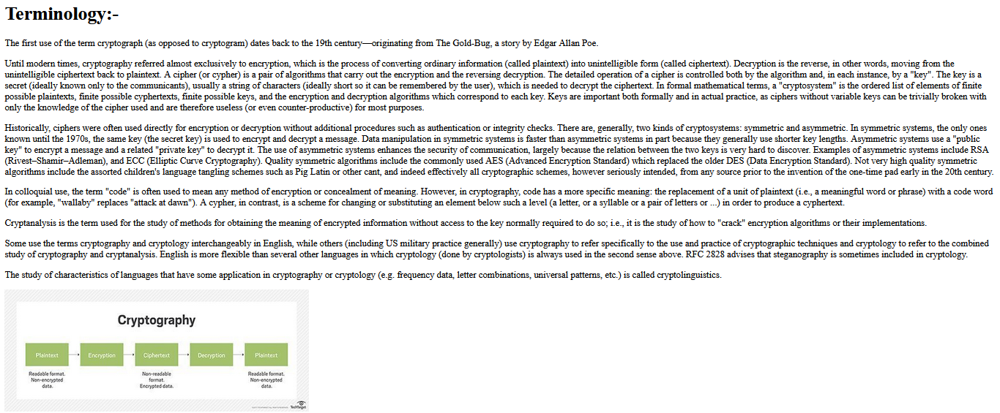 Terminology:-
The first use of the term cryptograph (as opposed to cryptogram) dates back to the 19th century—originating from The Gold-Bug, a story by Edgar Allan Poe.
Until modern times, cryptography referred almost exclusively to encryption, which is the process of converting ordinary information (called plaintext) into unintelligible form (called ciphertext). Decryption is the reverse, in other words, moving from the
unintelligible ciphertext back to plaintext. A cipher (or cypher) is a pair of algorithms that carry out the encryption and the reversing decryption. The detailed operation of a cipher is controlled both by the algorithm and, in each instance, by a "key". The key is a
secret (ideally known only to the communicants), usually a string of characters (ideally short so it can be remembered by the user), which is needed to decrypt the ciphertext. In formal mathematical terms, a "cryptosystem" is the ordered list of elements of finite
possible plaintexts, finite possible cyphertexts, finite possible keys, and the encryption and decryption algorithms which correspond to each key. Keys are important both formally and in actual practice, as ciphers without variable keys can be trivially broken with
only the knowledge of the cipher used and are therefore useless (or even counter-productive) for most purposes.
Historically, ciphers were often used directly for encryption or decryption without additional procedures such as authentication or integrity checks. There are, generally, two kinds of cryptosystems: symmetric and asymmetric. In symmetric systems, the only ones
known until the 1970s, the same key (the secret key) is used to encrypt and decrypt a message. Data manipulation in symmetric systems is faster than asymmetric systems in part because they generally use shorter key lengths. Asymmetric systems use a "public
key" to encrypt a message and a related "private key" to decrypt it. The use of asymmetric systems enhances the security of communication, largely because the relation between the two keys is very hard to discover. Examples of asymmetric systems include RSA
(Rivest–Shamir–Adleman), and ECC (Elliptic Curve Cryptography). Quality symmetric algorithms include the commonly used AES (Advanced Encryption Standard) which replaced the older DES (Data Encryption Standard). Not very high quality symmetric
algorithms include the assorted children's language tangling schemes such as Pig Latin or other cant, and indeed effectively all cryptographic schemes, however seriously intended, from any source prior to the invention of the one-time pad early in the 20th century.
In colloquial use, the term "code" is often used to mean any method of encryption or concealment of meaning. However, in cryptography, code has a more specific meaning: the replacement of a unit of plaintext (i.e., a meaningful word or phrase) with a code word
(for example, "wallaby" replaces "attack at dawn"). A cypher, in contrast, is a scheme for changing or substituting an element below such a level (a letter, or a syllable or a pair of letters or ...) in order to produce a cyphertext.
Cryptanalysis is the term used for the study of methods for obtaining the meaning of encrypted information without access to the key normally required to do so; i.e., it is the study of how to "crack" encryption algorithms or their implementations.
Some use the terms cryptography and cryptology interchangeably in English, while others (including US military practice generally) use cryptography to refer specifically to the use and practice of cryptographic techniques and cryptology to refer to the combined
study of cryptography and cryptanalysis. English is more flexible than several other languages in which cryptology (done by cryptologists) is always used in the second sense above. RFC 2828 advises that steganography is sometimes included in cryptology.
The study of characteristics of languages that have some application in cryptography or cryptology (e.g. frequency data, letter combinations, universal patterns, etc.) is called cryptolinguistics.
Cryptography
Plaintext Encryption Ciphertext Decryption Plaintext
Readable format. Non-readable Readable format.
Non-encrypted format. Non-encrypted
data. Encrypted data. data.
TechTarget